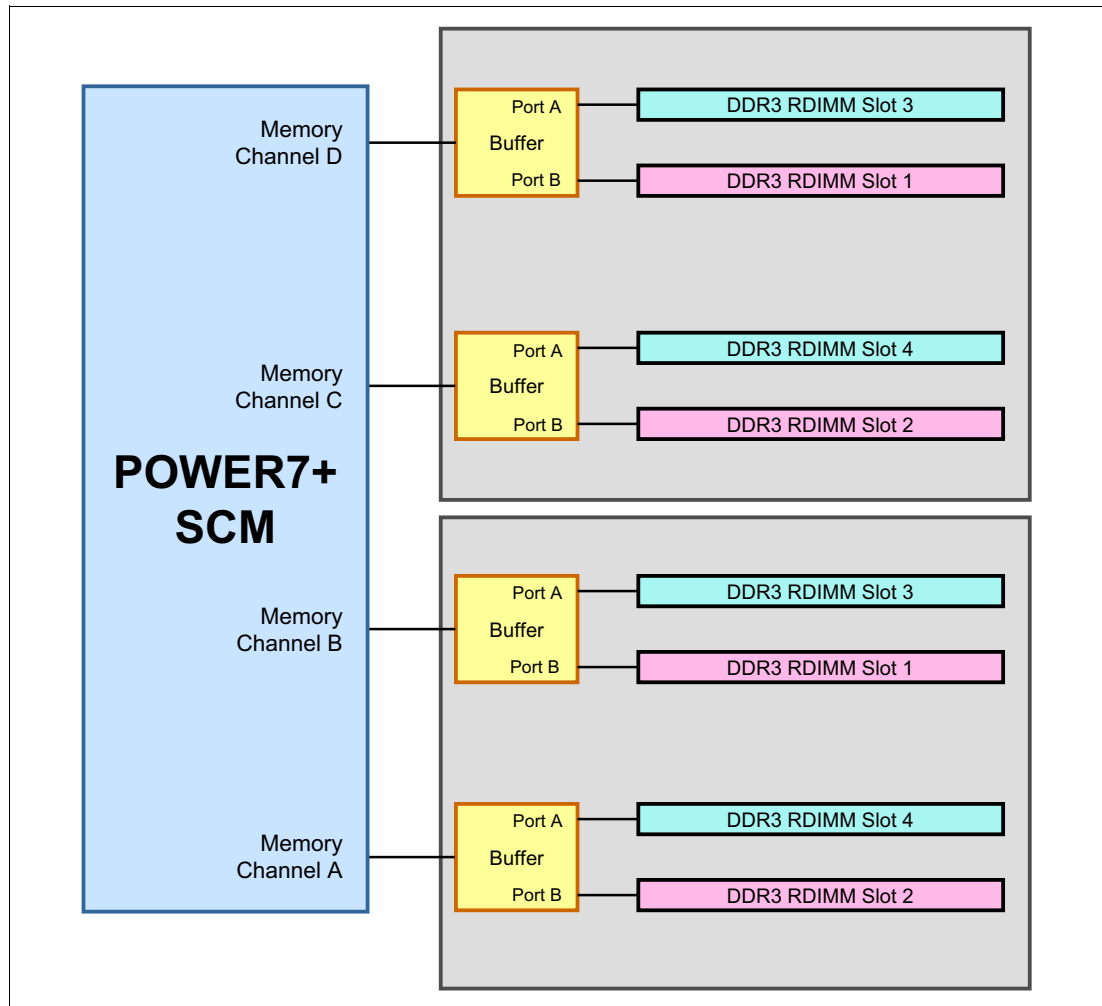 Memory
Channel D
Port A
Buffer
Port B
DDR3 RDIMM Slot 3
DDR3 RDIMM Slot 1
Memory
Channel C
Port A
Buffer
Port B
DDR3 RDIMM Slot 4
DDR3 RDIMM Slot 2
POWER7+
SCM
Memory
Channel B
Port A
Buffer
Port B
DDR3 RDIMM Slot 3
DDR3 RDIMM Slot 1
Memory
Channel A
Port A
Buffer
Port B
DDR3 RDIMM Slot 4
DDR3 RDIMM Slot 2